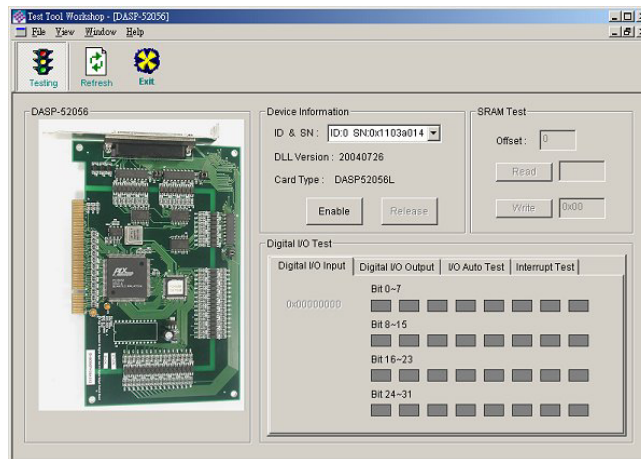 Test Tool Workshop - [DASP-52056]
File View Window Help
Testing Refresh Exit
DASP-52056
Device Information
ID & SN : ID:0 SN:0x1103a014
DLL Version : 20040726
Card Type : DASP52056L
Enable Release
SRAM Test
Offset : 0
Read
Write 0x00
Digital I/O Test
Digital I/O Input Digital I/O Output I/O Auto Test Interrupt Test
0x00000000
Bit 0~7
Bit 8~15
Bit 16~23
Bit 24~31